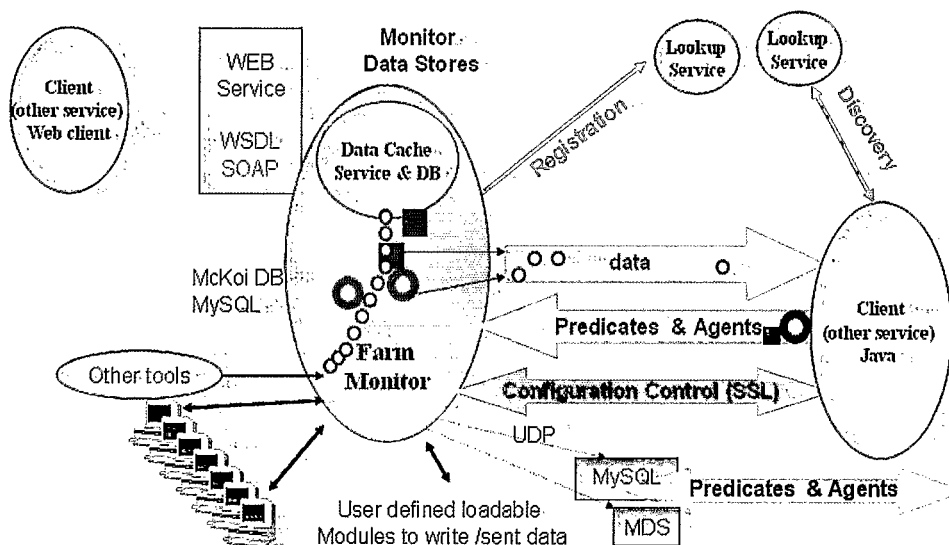 Monitor
Data Stores
Client
(other service)
Web client
WEB
Service
WSDL
SOAP
Data Cache
Service & DB
Lookup
Service
Lookup
Service
Registration
Discovery
McKoi DB
MySQL
data
Predicates & Agents
Client
(other service)
Java
Farm
Monitor
Other tools
Configuration Control (SSL)
UDP
MySQL
MDS
Predicates & Agents
User defined loadable
Modules to write /sent data